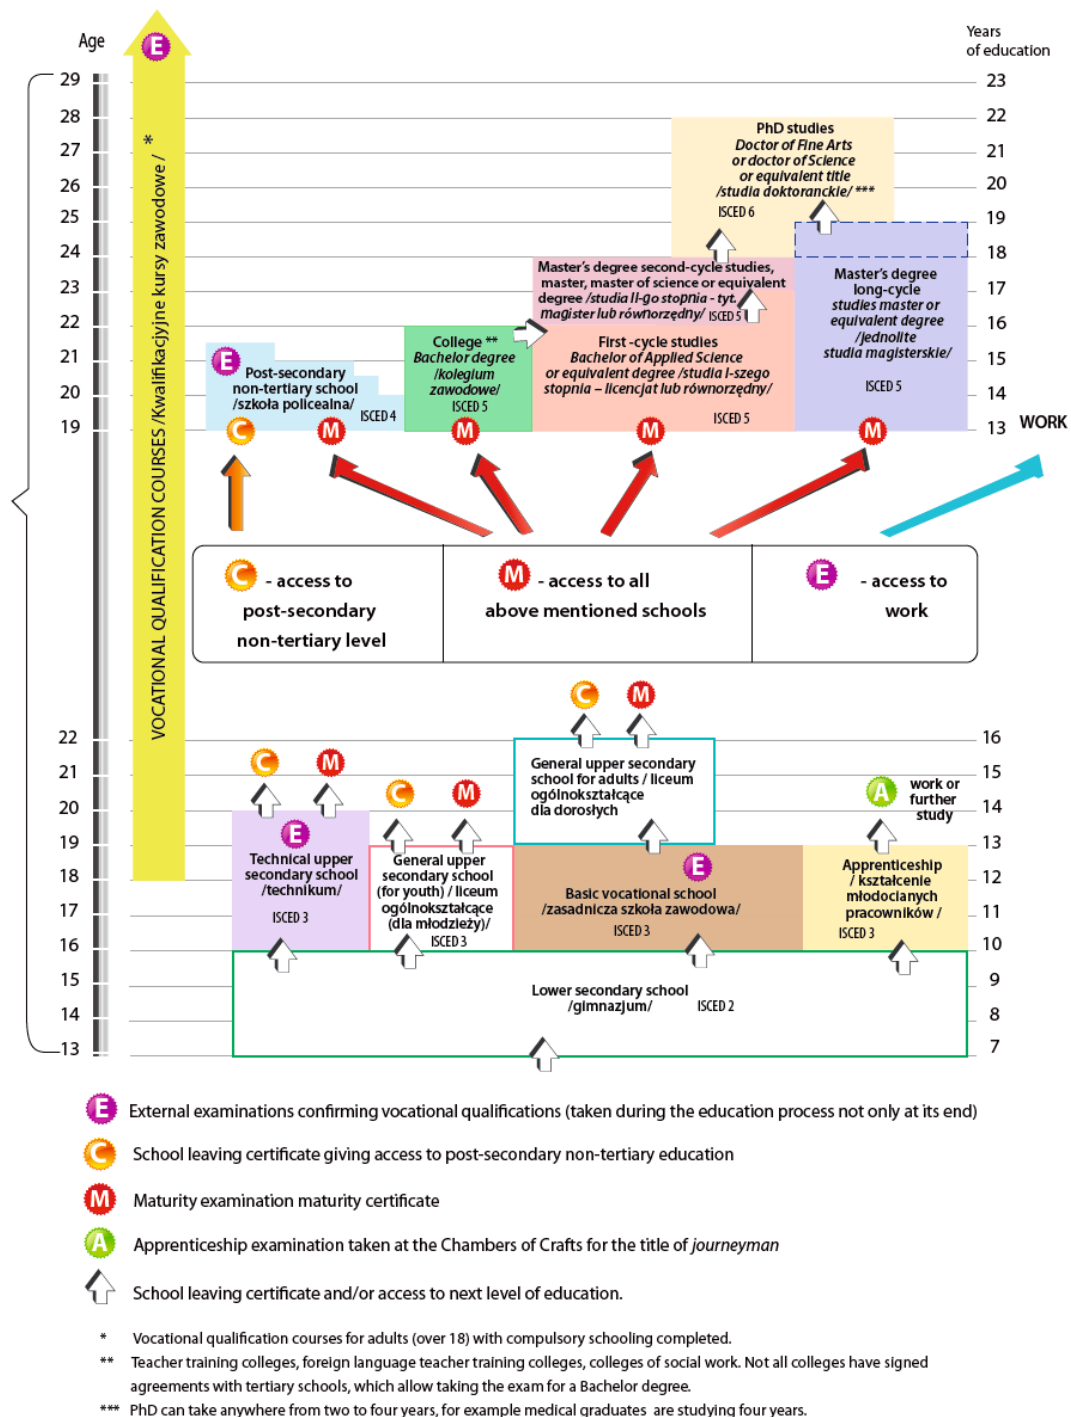 Age
Years
of education
E
29
23
28
22
27
21
26
20
25
19
24
18
23
17
22
16
21
15
20
14
19
13
WORK
VOCATIONAL QUALIFICATION COURSES /Kwalifikacyjne kursy zawodowe / *
PhD studies
Doctor of Fine Arts
or doctor of Science
or equivalent title
/studia doktoranckie/ ***
ISCED 6
Master's degree second-cycle studies,
master, master of science or equivalent
degree /studia II-go stopnia - tyt.
magister lub równorzędny/ ISCED 5
Master's degree
long-cycle
studies master or
equivalent degree
/jednolite
studia magisterskie/
ISCED 5
College **
Bachelor degree
/kolegium
zawodowe/
ISCED 5
First -cycle studies
Bachelor of Applied Science
or equivalent degree /studia I-szego
stopnia – licencjat lub równorzędny/
ISCED 5
E
Post-secondary
non-tertiary school
/szkoła policealna/
ISCED 4
C
M
M
M
M
C - access to
post-secondary
non-tertiary level
M - access to all
above mentioned schools
E - access to
work
C
M
22
16
21
15
20
14
19
13
18
12
17
11
16
10
15
9
14
8
13
7
C
M
C
M
General upper secondary
school for adults / liceum
ogólnokształcące
dla dorosłych
A
work or
further
study
E
Technical upper
secondary school
/technikum/
ISCED 3
General upper
secondary school
(for youth) / liceum
ogólnokształcące
(dla młodzieży)/
ISCED 3
E
Basic vocational school
/zasadnicza szkoła zawodowa/
ISCED 3
Apprenticeship
/ kształcenie
młodocianych
pracowników /
ISCED 3
Lower secondary school
/gimnazjum/ ISCED 2
E External examinations confirming vocational qualifications (taken during the education process not only at its end)
C School leaving certificate giving access to post-secondary non-tertiary education
M Maturity examination maturity certificate
A Apprenticeship examination taken at the Chambers of Crafts for the title of journeyman
School leaving certificate and/or access to next level of education.
* Vocational qualification courses for adults (over 18) with compulsory schooling completed.
** Teacher training colleges, foreign language teacher training colleges, colleges of social work. Not all colleges have signed
agreements with tertiary schools, which allow taking the exam for a Bachelor degree.
*** PhD can take anywhere from two to four years, for example medical graduates are studying four years.